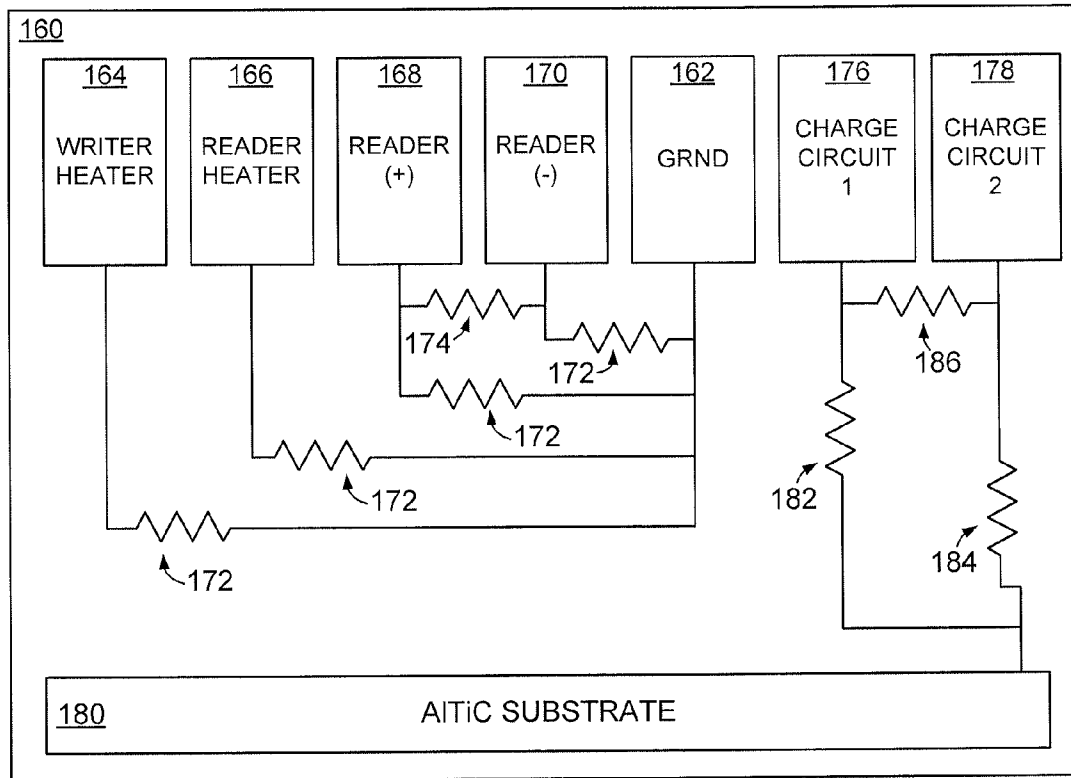 160
164
WRITER
HEATER
166
READER
HEATER
168
READER
(+)
170
READER
(-)
162
GRND
176
CHARGE
CIRCUIT
1
178
CHARGE
CIRCUIT
2
174
172
186
172
172
182
172
184
180
AlTiC SUBSTRATE